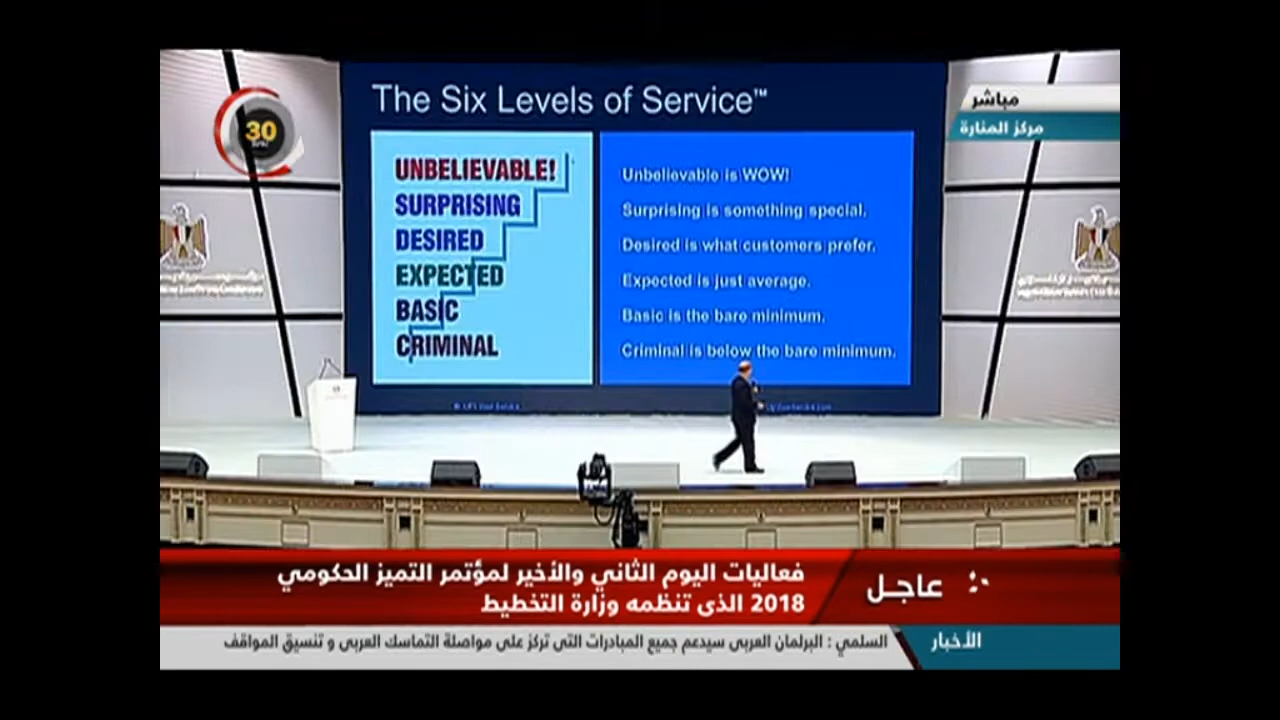 The Six Levels of Service™
UNBELIEVABLE!
SURPRISING
DESIRED
EXPECTED
BASIC
CRIMINAL
Unbelievable is WOW!
Surprising is something special.
Desired is what customers prefer.
Expected is just average.
Basic is the bare minimum.
Criminal is below the bare minimum.
30
مباشر
مركز المنارة
عاجل
فعاليات اليوم الثاني والأخير لمؤتمر التميز الحكومي
2018 الذى تنظمه وزارة التخطيط
الأخبار
السلمي : البرلمان العربى سيدعم جميع المبادرات التى تركز على مواصلة التماسك العربى و تنسيق المواقف